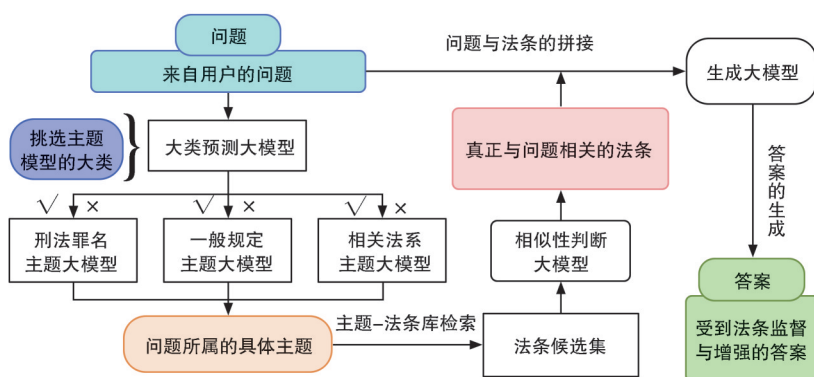 问题
来自用户的问题
问题与法条的拼接
生成大模型
挑选主题
模型的大类
大类预测大模型
真正与问题相关的法条
答案的生成
√ × √ × √ ×
刑法罪名
主题大模型
一般规定
主题大模型
相关法系
主题大模型
相似性判断
大模型
答案
受到法条监督
与增强的答案
问题所属的具体主题
主题-法条库检索
法条候选集